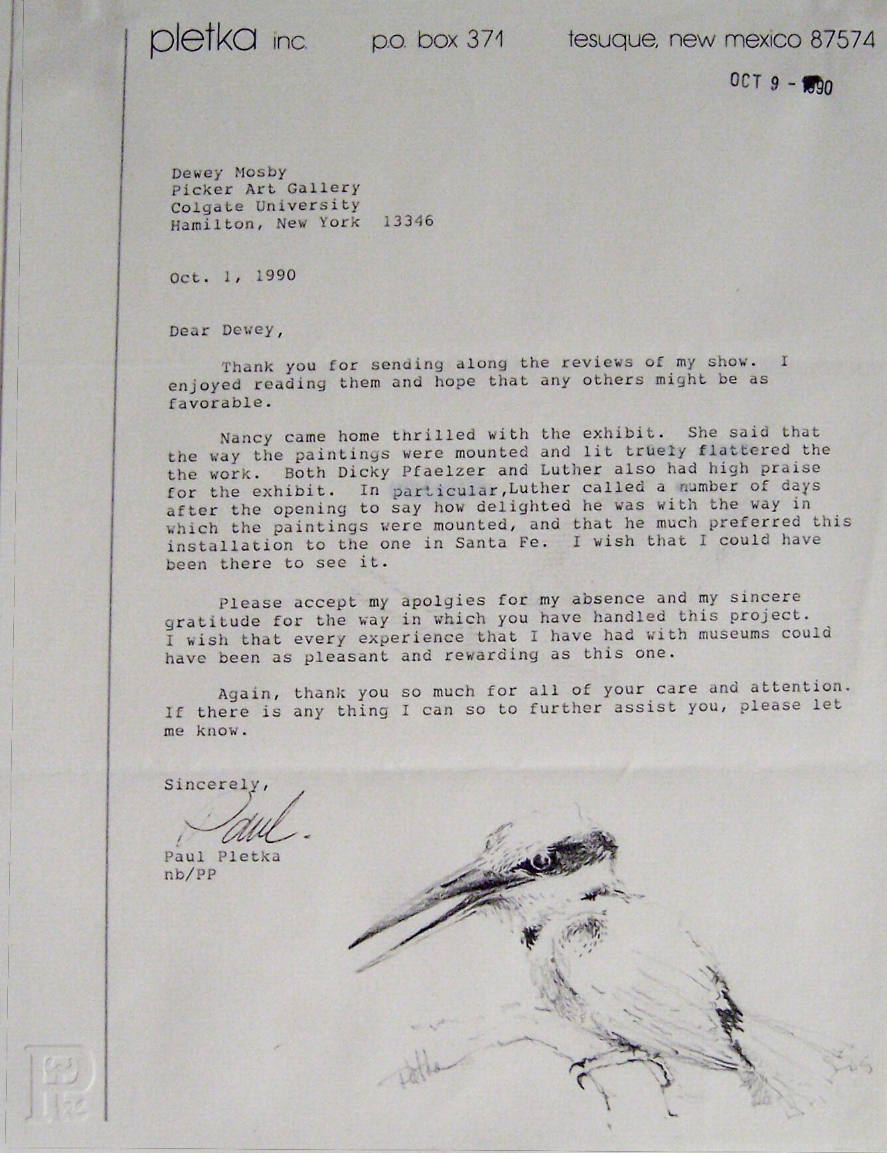 pletka inc. p.o. box 371 tesuque, new mexico 87574
OCT 9 - 1990
Dewey Mosby
Picker Art Gallery
Colgate University
Hamilton, New York 13346
Oct. 1, 1990
Dear Dewey,
Thank you for sending along the reviews of my show. I
enjoyed reading them and hope that any others might be as
favorable.
Nancy came home thrilled with the exhibit. She said that
the way the paintings were mounted and lit truely flattered the
the work. Both Dicky Pfaelzer and Luther also had high praise
for the exhibit. In particular,Luther called a number of days
after the opening to say how delighted he was with the way in
which the paintings were mounted, and that he much preferred this
installation to the one in Santa Fe. I wish that I could have
been there to see it.
Please accept my apolgies for my absence and my sincere
gratitude for the way in which you have handled this project.
I wish that every experience that I have had with museums could
have been as pleasant and rewarding as this one.
Again, thank you so much for all of your care and attention.
If there is any thing I can so to further assist you, please let
me know.
Sincerely,
Paul.
Paul Pletka
nb/PP
Pletka